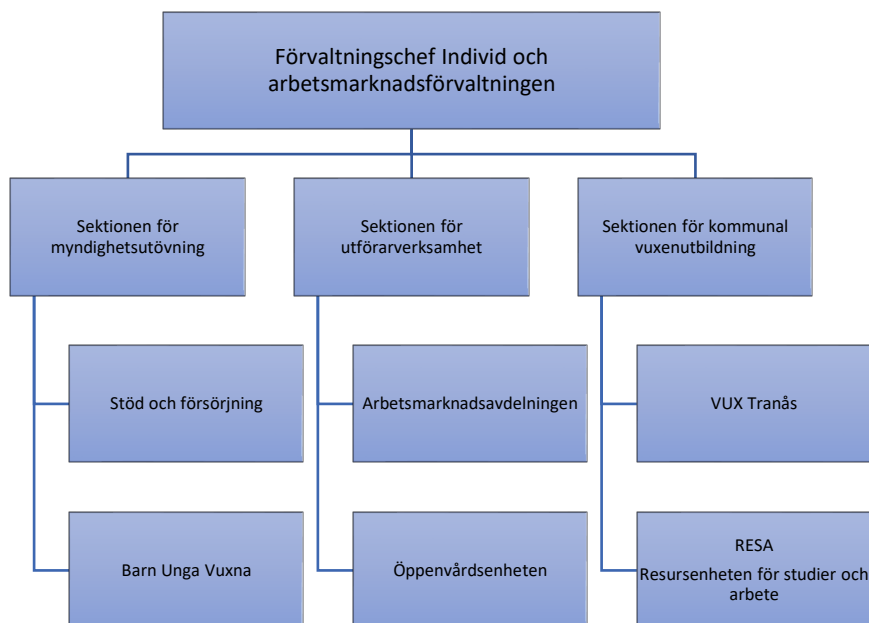 Förvaltningschef Individ och
arbetsmarknadsförvaltningen
Sektionen för
myndighetsutövning
Sektionen för
utförarverksamhet
Sektionen för kommunal
vuxenutbildning
Stöd och försörjning
Arbetsmarknadsavdelningen
VUX Tranås
Barn Unga Vuxna
Öppenvårdsenheten
RESA
Resursenheten för studier och
arbete